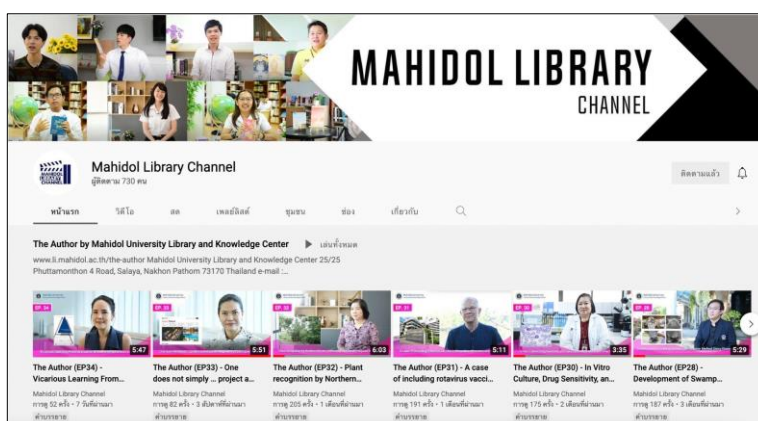 MAHIDOL LIBRARY
CHANNEL
MAHIDOL
LIBRARY
CHANNEL
Mahidol Library Channel
ผู้ติดตาม 730 คน
ติดตามแล้ว
หน้าแรก วิดีโอ สด เพลย์ลิสต์ ชุมชน ช่อง เกี่ยวกับ
The Author by Mahidol University Library and Knowledge Center เล่นทั้งหมด
www.li.mahidol.ac.th/the-author Mahidol University Library and Knowledge Center 25/25
Phuttamonthon 4 Road, Salaya, Nakhon Pathom 73170 Thailand e-mail :...
EP. 34
5:47
The Author (EP34) -
Vicarious Learning From...
Mahidol Library Channel
การดู 52 ครั้ง • 7 วันที่ผ่านมา
คำบรรยาย
EP. 33
5:51
The Author (EP33) - One
does not simply ... project a...
Mahidol Library Channel
การดู 82 ครั้ง • 3 สัปดาห์ที่ผ่านมา
คำบรรยาย
EP. 32
6:03
The Author (EP32) - Plant
recognition by Northern...
Mahidol Library Channel
การดู 205 ครั้ง • 1 เดือนที่ผ่านมา
คำบรรยาย
EP. 31
5:11
The Author (EP31) - A case
of including rotavirus vacci...
Mahidol Library Channel
การดู 191 ครั้ง • 1 เดือนที่ผ่านมา
คำบรรยาย
EP. 30
3:35
The Author (EP30) - In Vitro
Culture, Drug Sensitivity, an...
Mahidol Library Channel
การดู 175 ครั้ง • 2 เดือนที่ผ่านมา
คำบรรยาย
5:29
The Author (EP28) -
Development of Swamp...
Mahidol Library Channel
การดู 187 ครั้ง • 3 เดือนที่ผ่านมา
คำบรรยาย